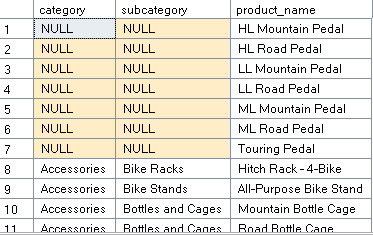 category subcategory product_name
1 NULL NULL HL Mountain Pedal
2 NULL NULL HL Road Pedal
3 NULL NULL LL Mountain Pedal
4 NULL NULL LL Road Pedal
5 NULL NULL ML Mountain Pedal
6 NULL NULL ML Road Pedal
7 NULL NULL Touring Pedal
8 Accessories Bike Racks Hitch Rack - 4-Bike
9 Accessories Bike Stands All-Purpose Bike Stand
10 Accessories Bottles and Cages Mountain Bottle Cage
11 Accessories Bottles and Cages Road Bottle Cage